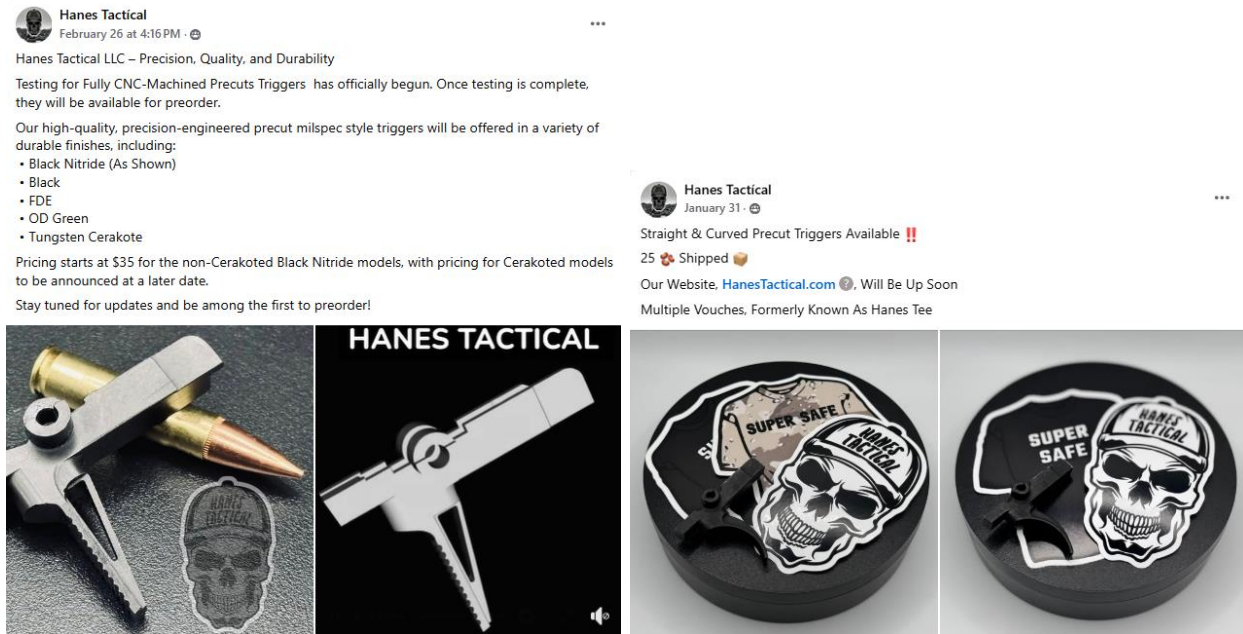 Hanes Tactícal
February 26 at 4:16 PM ·
Hanes Tactical LLC – Precision, Quality, and Durability
Testing for Fully CNC-Machined Precuts Triggers has officially begun. Once testing is complete,
they will be available for preorder.
Our high-quality, precision-engineered precut milspec style triggers will be offered in a variety of
durable finishes, including:
• Black Nitride (As Shown)
• Black
• FDE
• OD Green
• Tungsten Cerakote
Pricing starts at $35 for the non-Cerakoted Black Nitride models, with pricing for Cerakoted models
to be announced at a later date.
Stay tuned for updates and be among the first to preorder!
HANES
TACTICAL
HANES TACTICAL
Hanes Tactícal
January 31 ·
Straight & Curved Precut Triggers Available ‼️
25 Shipped
Our Website, HanesTactical.com ?, Will Be Up Soon
Multiple Vouches, Formerly Known As Hanes Tee
SU
SUPER SAFE
HANES
TACTICAL
SUPER
SAFE
HANES
TACTICAL